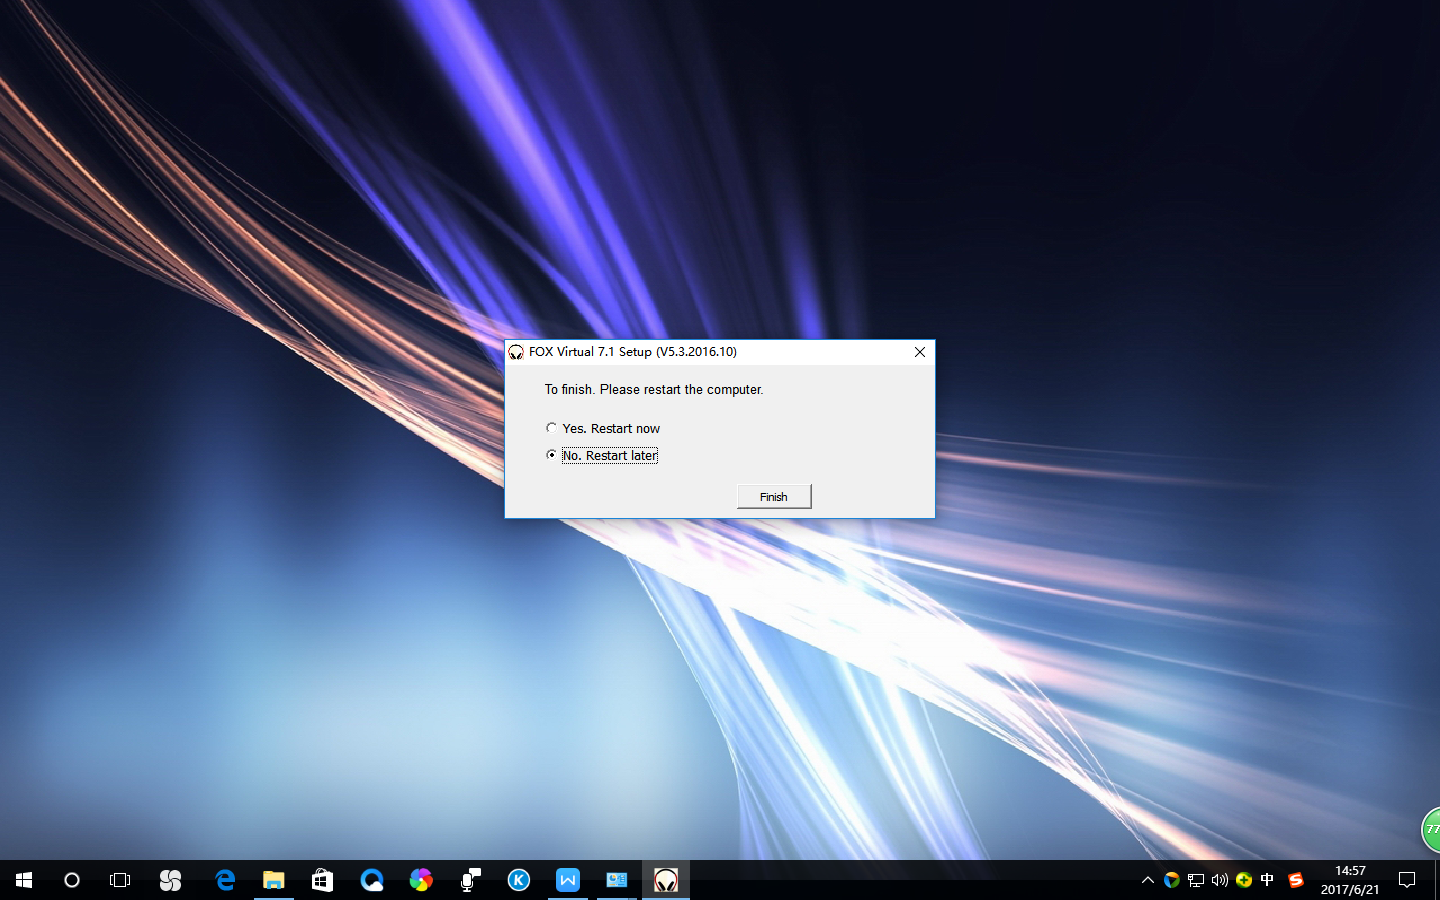 FOX Virtual 7.1 Setup (V5.3.2016.10)
To finish. Please restart the computer.
Yes. Restart now
No. Restart later
Finish
77
K
W
中
S
14:57
2017/6/21